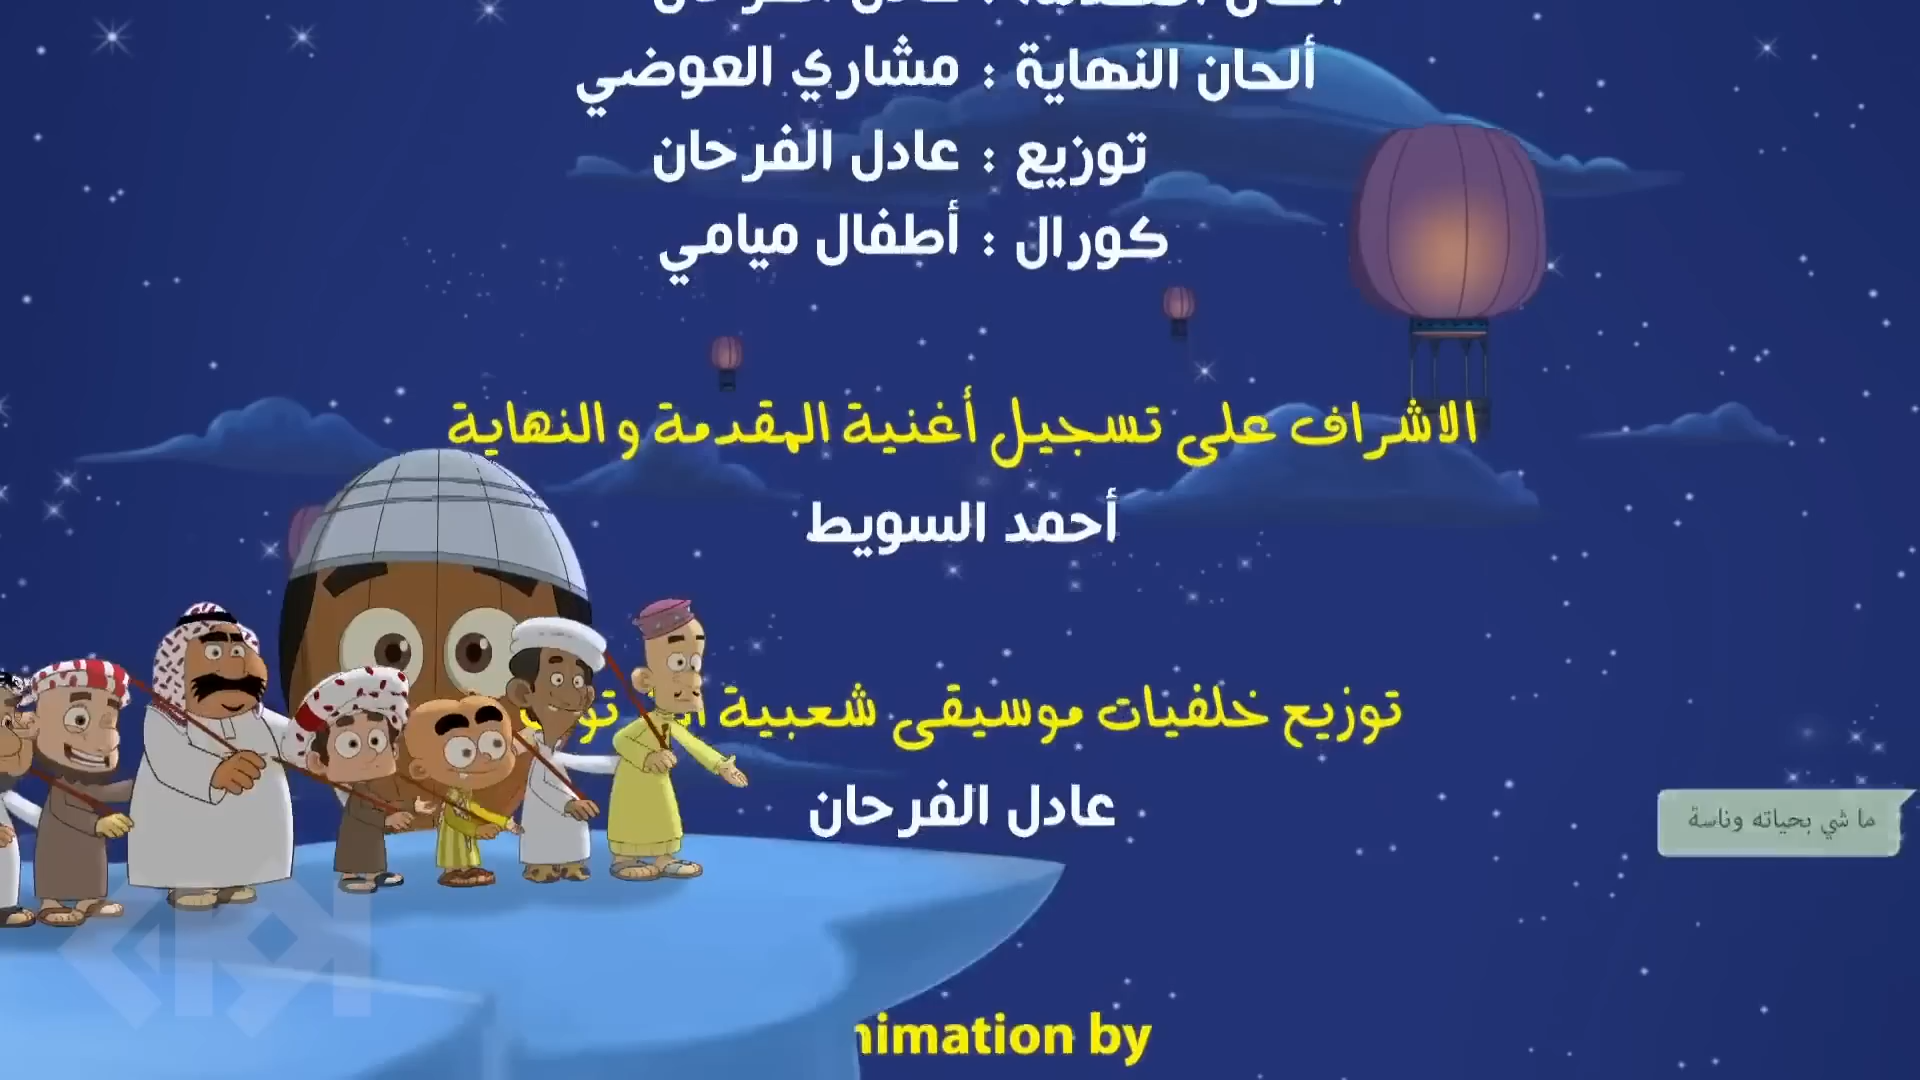 ألحان النهاية : مشاري العوضي
توزيع : عادل الفرحان
كورال : أطفال ميامي
الاشراف على تسجيل أغنية المقدمة و النهاية
أحمد السويط
توزيع خلفيات موسيقى شعبية
عادل الفرحان
ما شي بحياته وناسة
nimation by